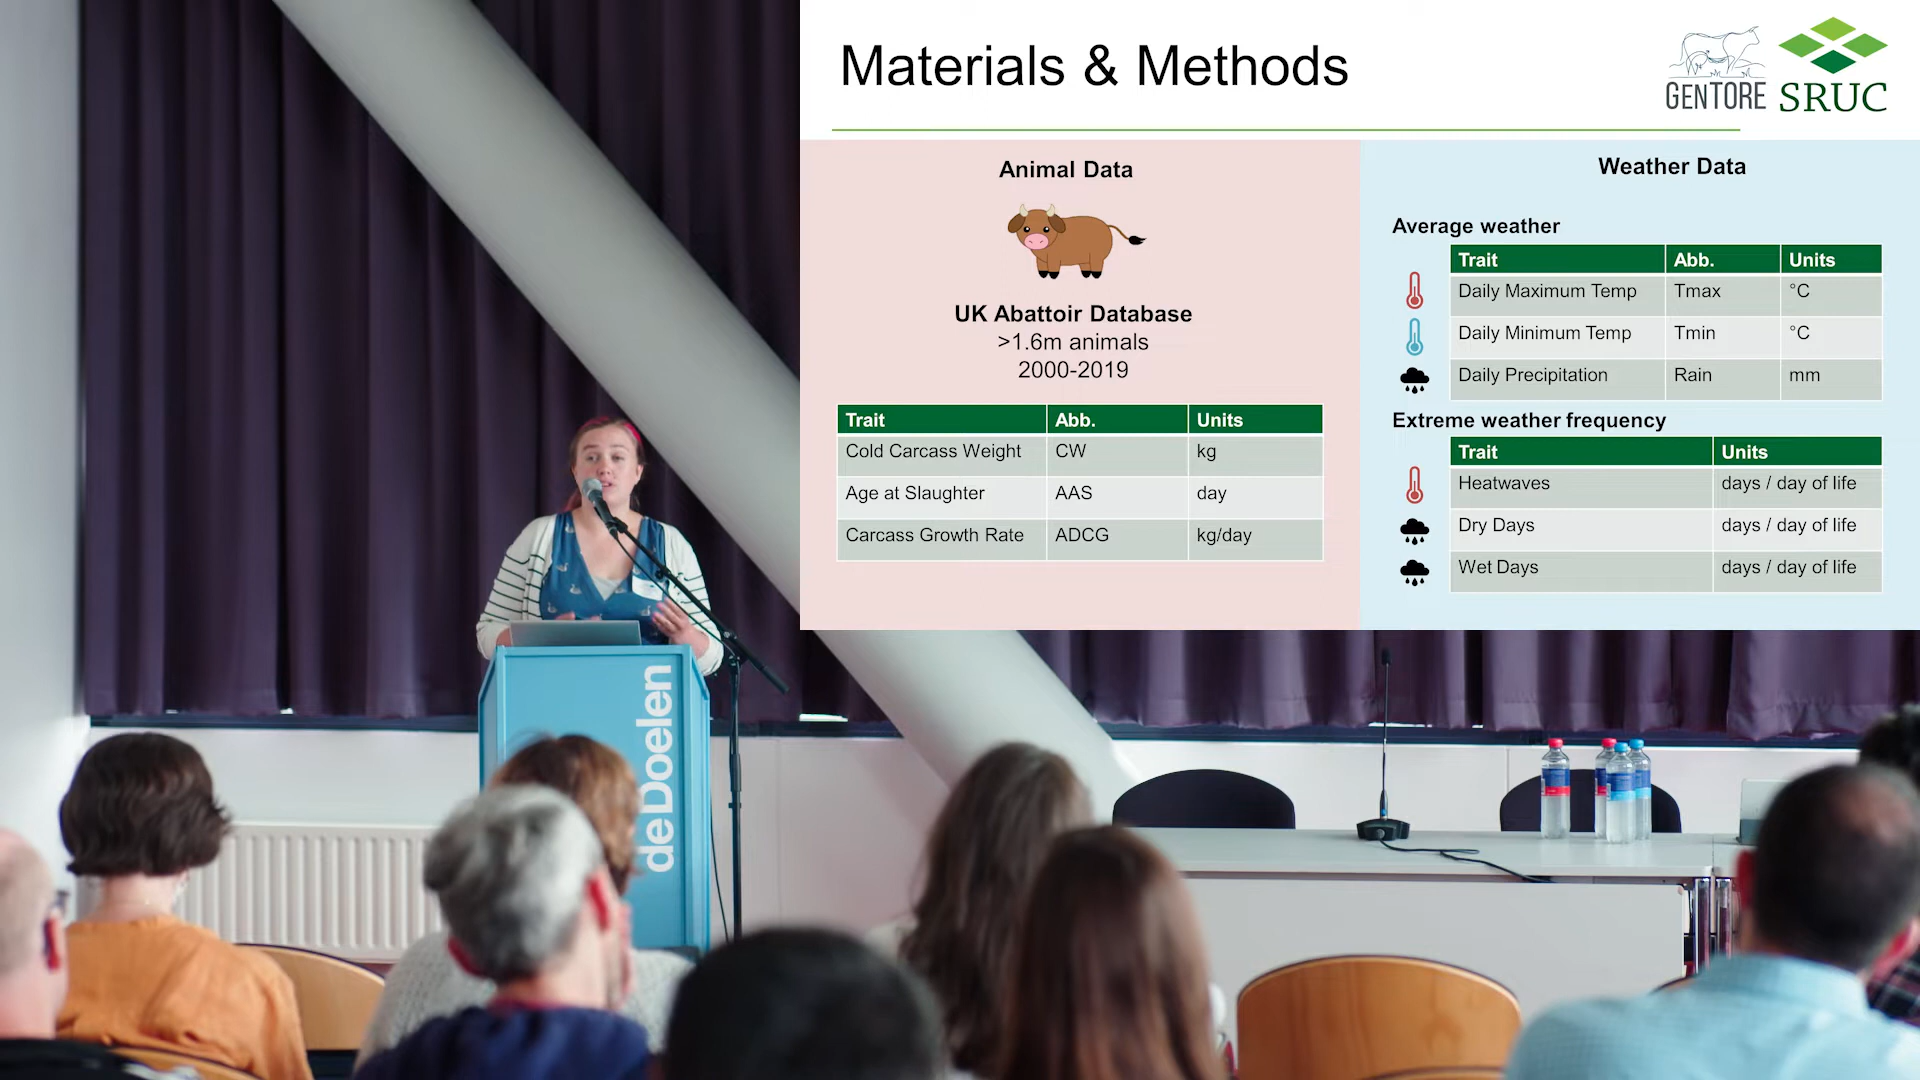 Materials & Methods
GENTORE
SRUC
Animal Data
UK Abattoir Database
>1.6m animals
2000-2019
Trait Abb. Units
Cold Carcass Weight CW kg
Age at Slaughter AAS day
Carcass Growth Rate ADCG kg/day
Weather Data
Average weather
Trait Abb. Units
Daily Maximum Temp Tmax °C
Daily Minimum Temp Tmin °C
Daily Precipitation Rain mm
Extreme weather frequency
Trait Units
Heatwaves days / day of life
Dry Days days / day of life
Wet Days days / day of life
de Doelen